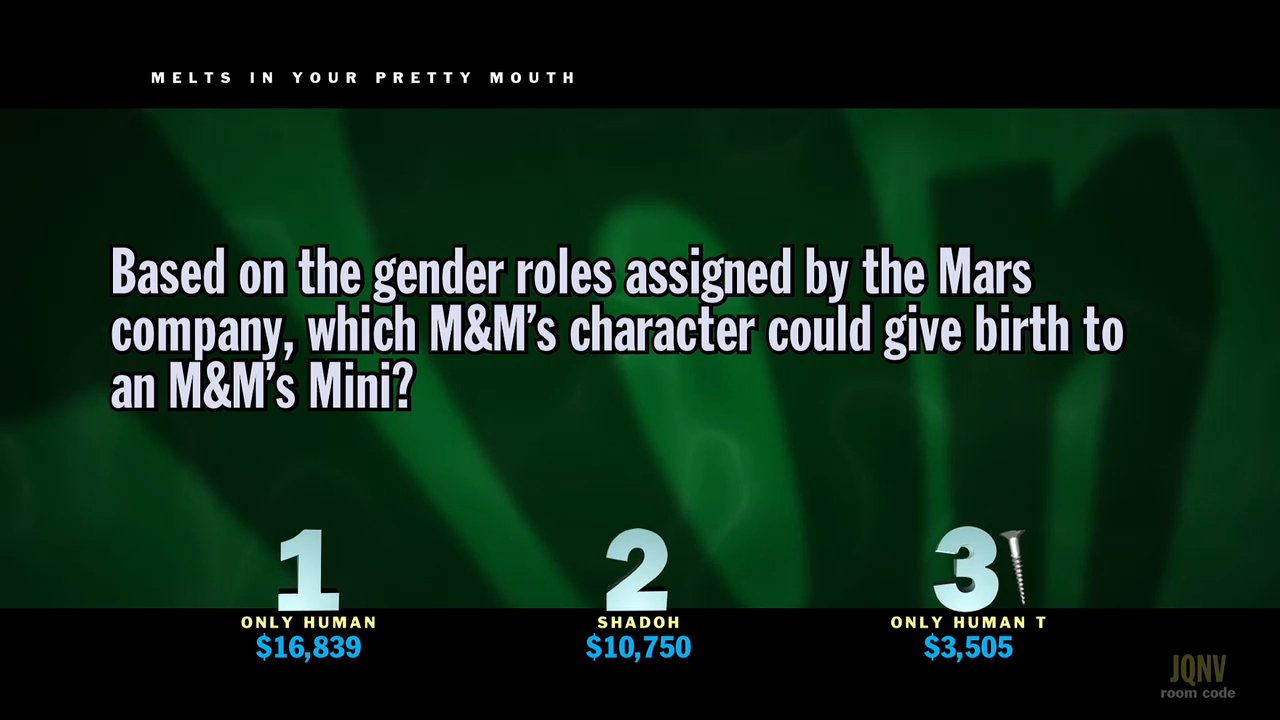 MELTS IN YOUR PRETTY MOUTH
Based on the gender roles assigned by the Mars
company, which M&M's character could give birth to
an M&M's Mini?
1 2 3
ONLY HUMAN SHADOH ONLY HUMAN T
$16,839 $10,750 $3,505
JQNV
room code